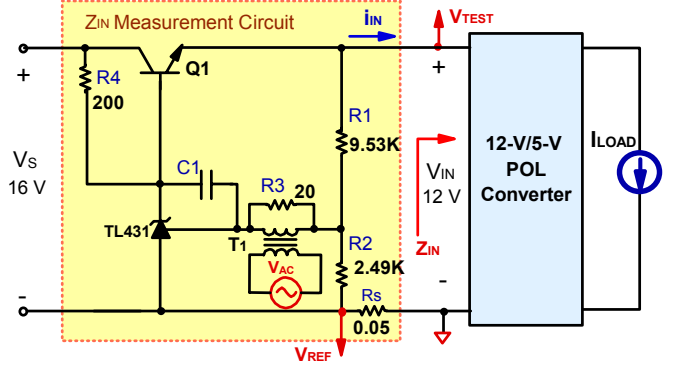 ZIN Measurement Circuit
iIN
VTEST
+
R4
200
Q1
+
R1
9.53K
12-V/5-V
POL
Converter
ILOAD
VS
16 V
C1
R3
20
VIN
12 V
TL431
T1
R2
2.49K
ZIN
VAC
-
-
Rs
0.05
VREF